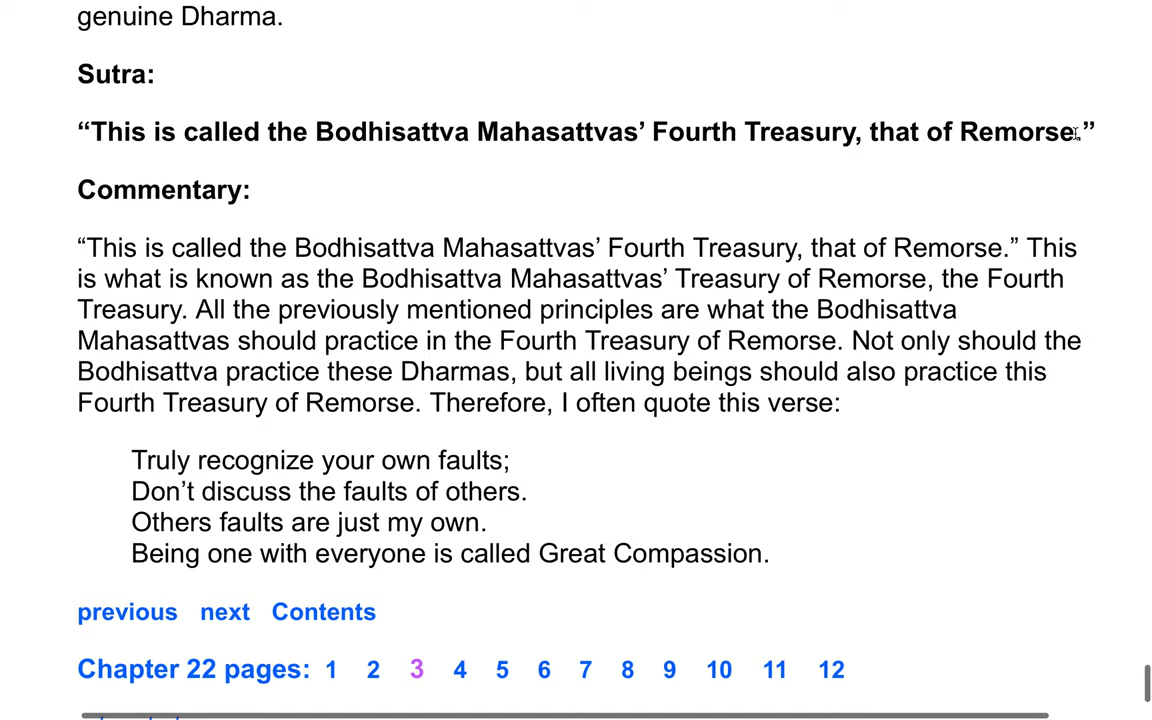 genuine Dharma.
Sutra:
“This is called the Bodhisattva Mahasattvas’ Fourth Treasury, that of Remorse.”
Commentary:
“This is called the Bodhisattva Mahasattvas’ Fourth Treasury, that of Remorse.” This
is what is known as the Bodhisattva Mahasattvas’ Treasury of Remorse, the Fourth
Treasury. All the previously mentioned principles are what the Bodhisattva
Mahasattvas should practice in the Fourth Treasury of Remorse. Not only should the
Bodhisattva practice these Dharmas, but all living beings should also practice this
Fourth Treasury of Remorse. Therefore, I often quote this verse:
Truly recognize your own faults;
Don’t discuss the faults of others.
Others faults are just my own.
Being one with everyone is called Great Compassion.
previous next Contents
Chapter 22 pages: 1 2 3 4 5 6 7 8 9 10 11 12